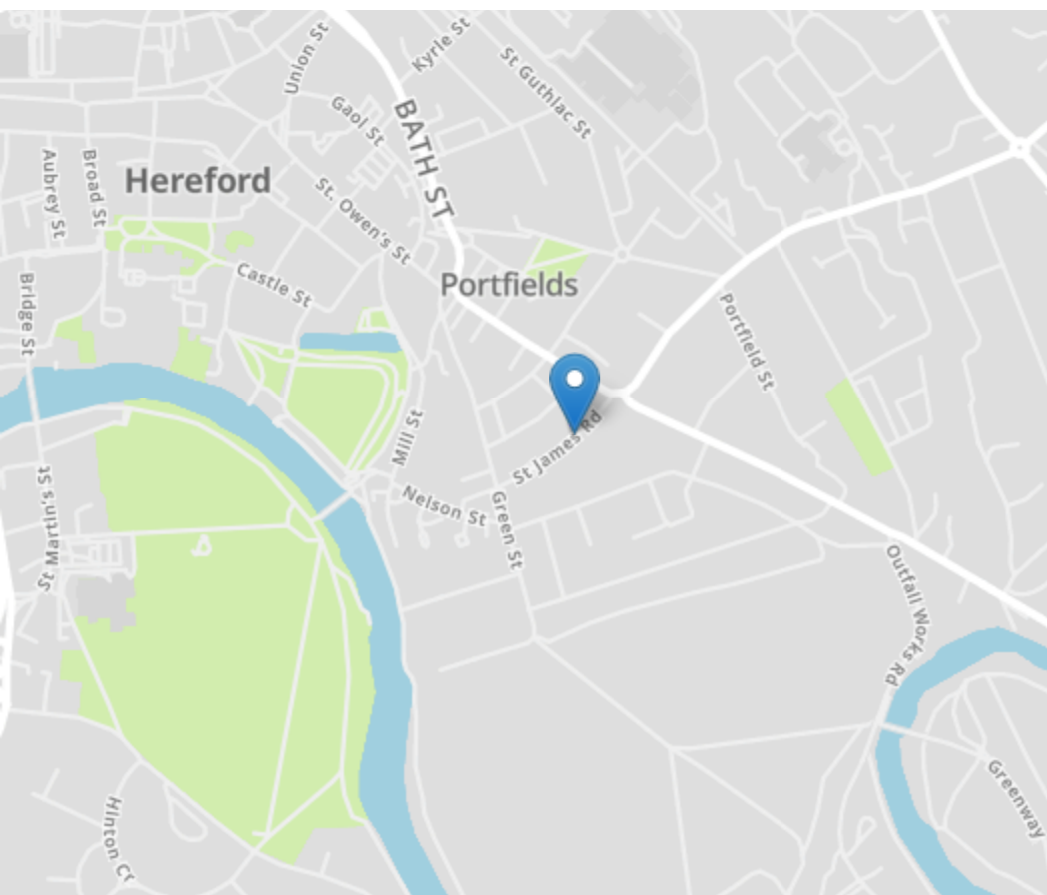 Union St
Kyrle St
St Guthlac St
Gaol St
BATH ST
Aubrey St
Broad St
Hereford
St. Owen's St
Castle St
Portfields
Bridge St
Portfield St
Mill St
St James Rd
Nelson St
Green St
St Martin's St
Outfall Works Rd
Greenway
Hinton Ct